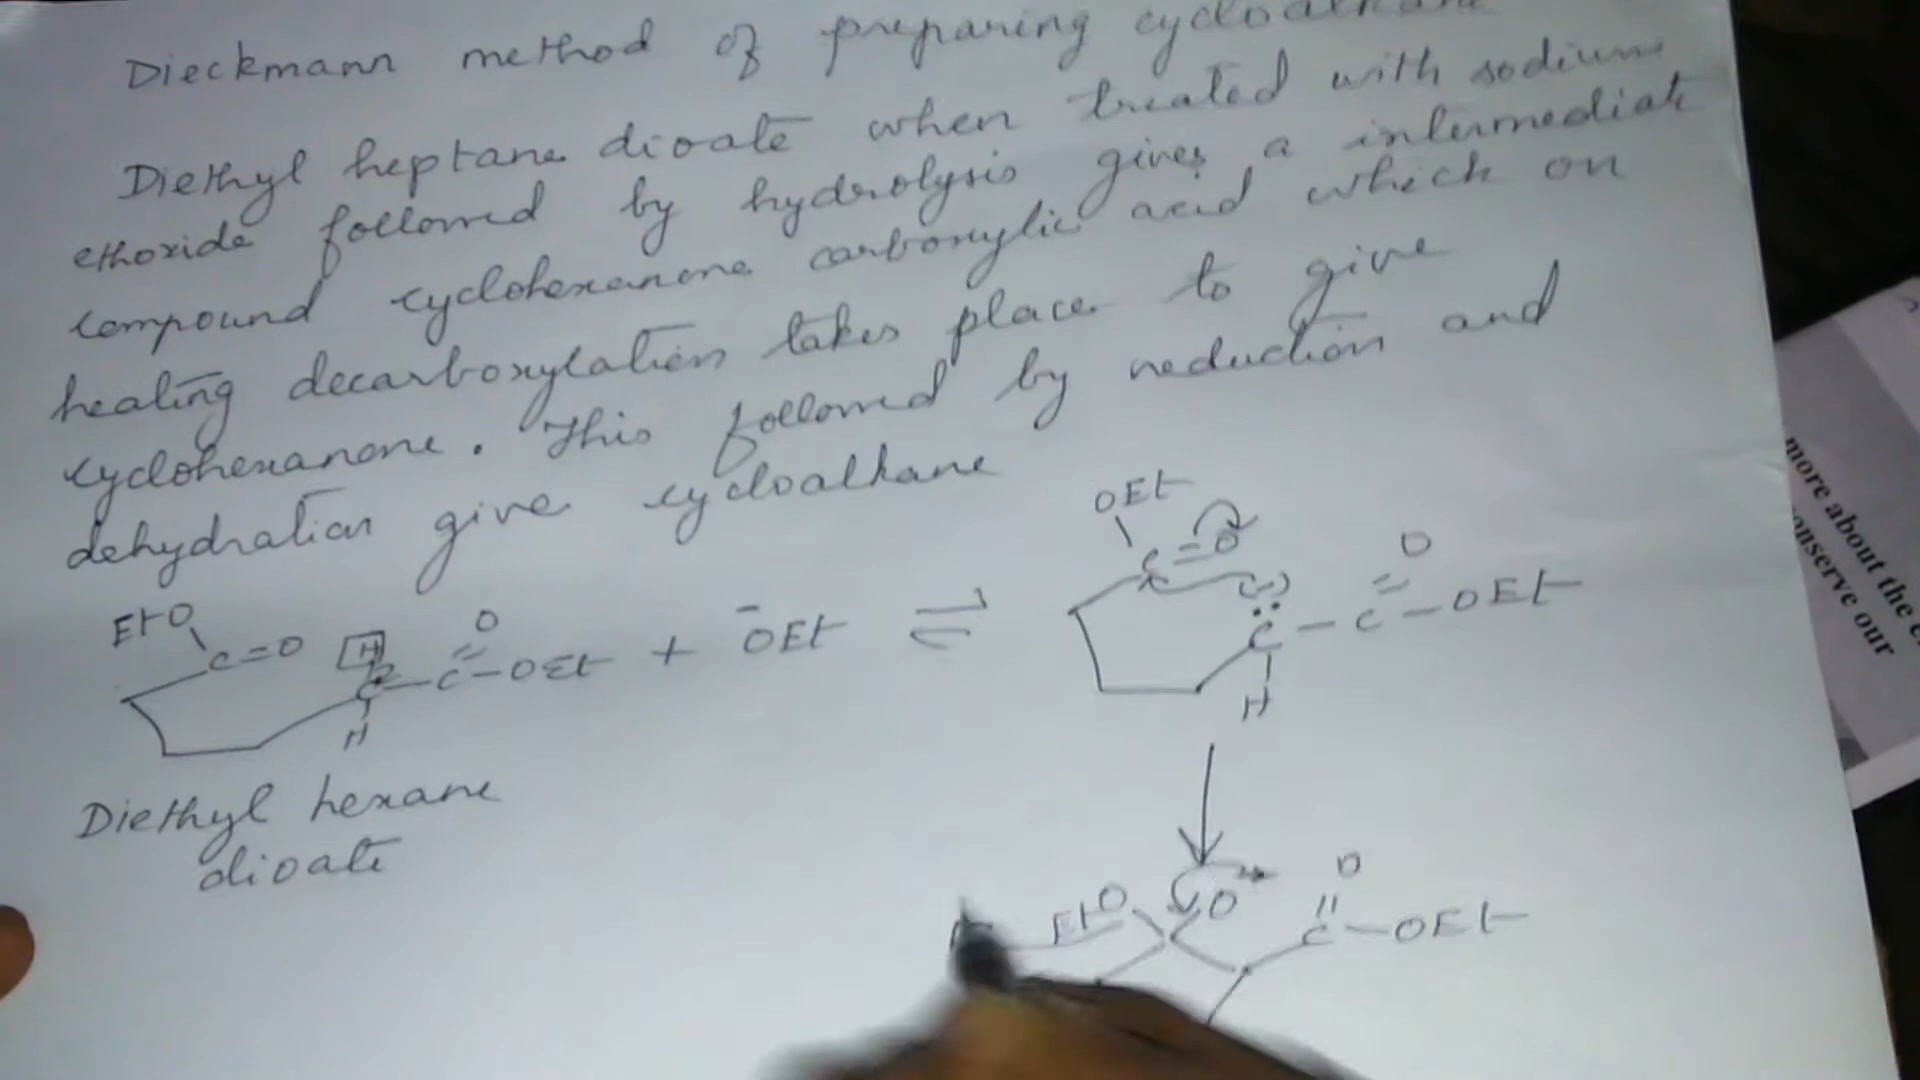 Dieckmann method of preparing cycloalkane
Diethyl heptane dioate when treated with sodium
ethoxide followed by hydrolysis gives a intermediate
compound cyclohexanone carboxylic acid which on
heating decarboxylation takes place to give
cyclohexanone. This followed by reduction and
dehydration give cycloalkane
OEt
C=O
(-)
O
C - C - OEt
H
EtO
C=O
H
O
C - C - OEt + ⁻OEt ⇌
H
Diethyl hexane
dioate
EtO
O
O
C - OEt
more about the
onserve our